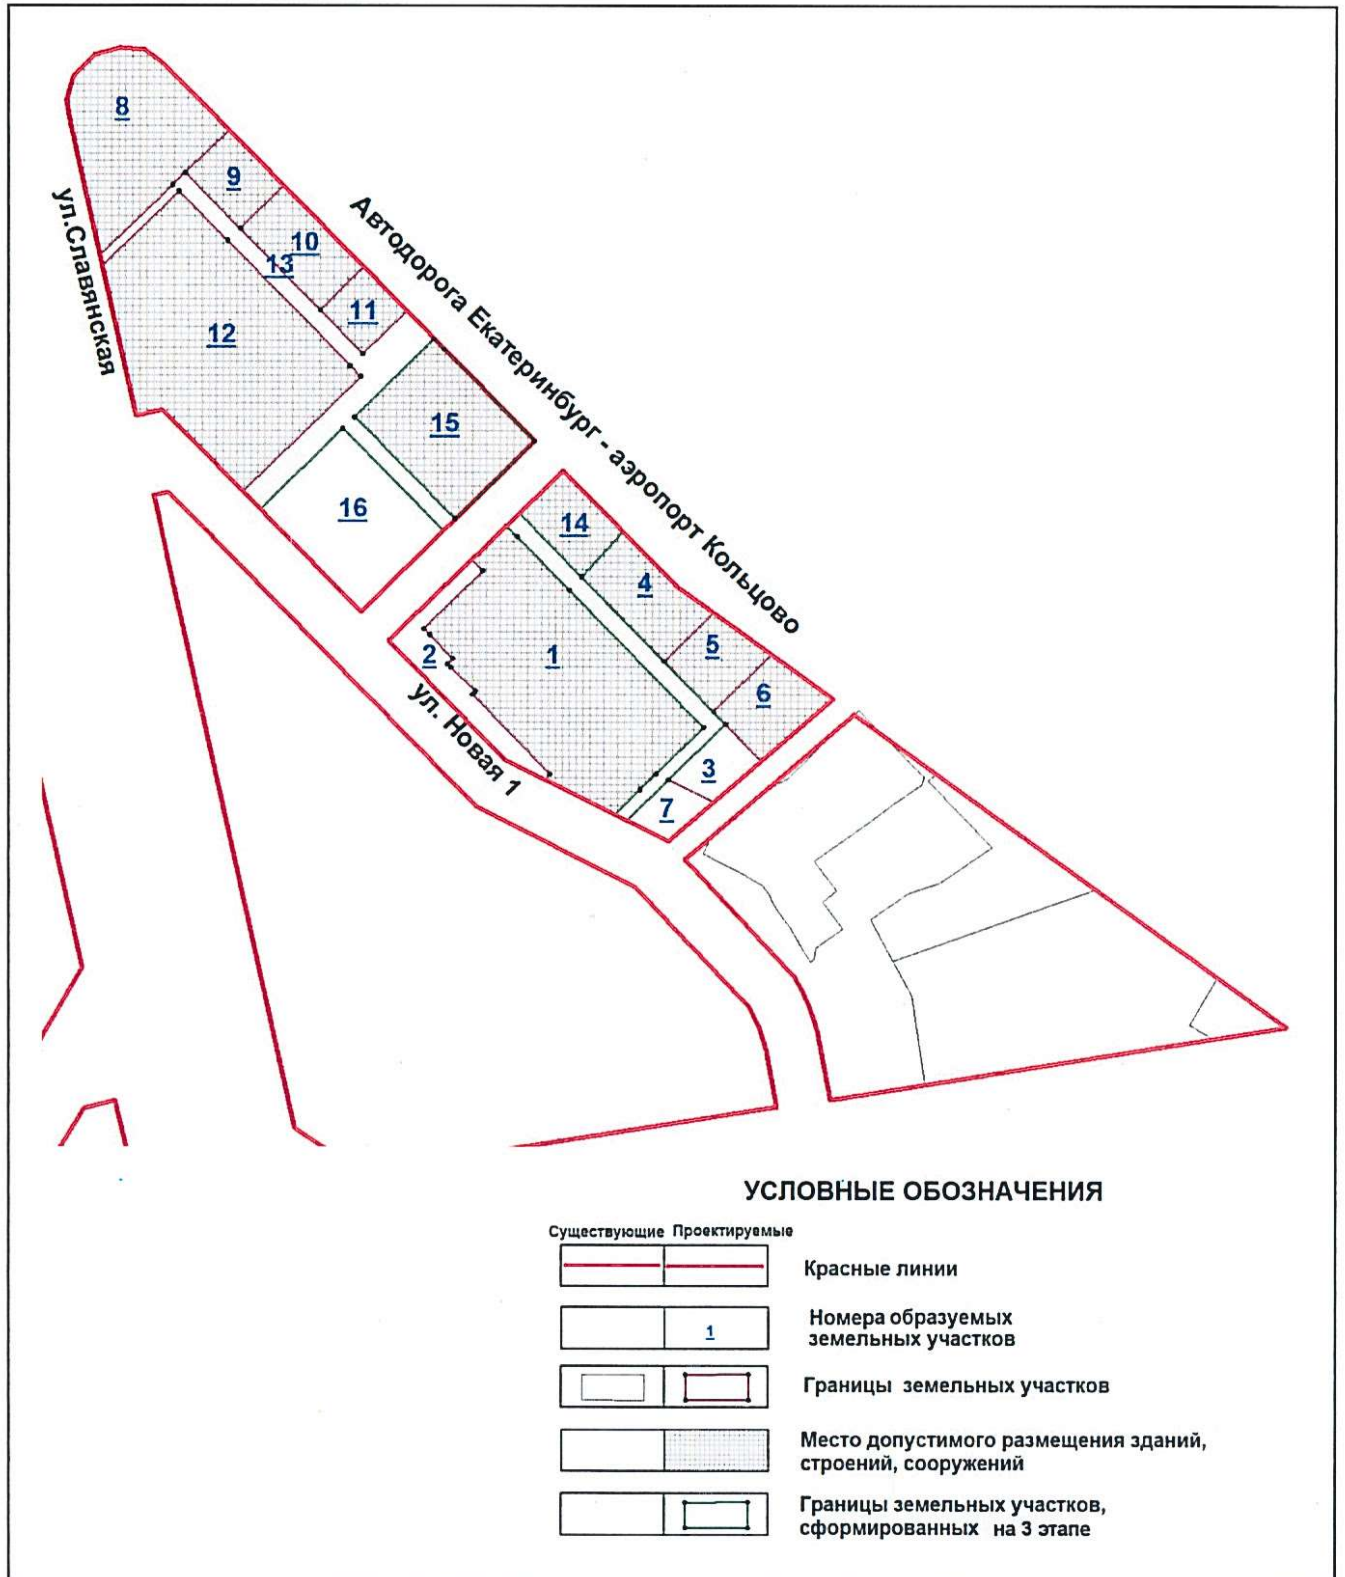 8
9
ул.Славянская
Автодорога Екатеринбург - аэропорт Кольцово
10
13
11
12
15
16
14
4
1
5
2
6
ул. Новая 1
3
7
УСЛОВНЫЕ ОБОЗНАЧЕНИЯ
Существующие Проектируемые
Красные линии
Номера образуемых
земельных участков
1
Границы земельных участков
Место допустимого размещения зданий,
строений, сооружений
Границы земельных участков,
сформированных на 3 этапе